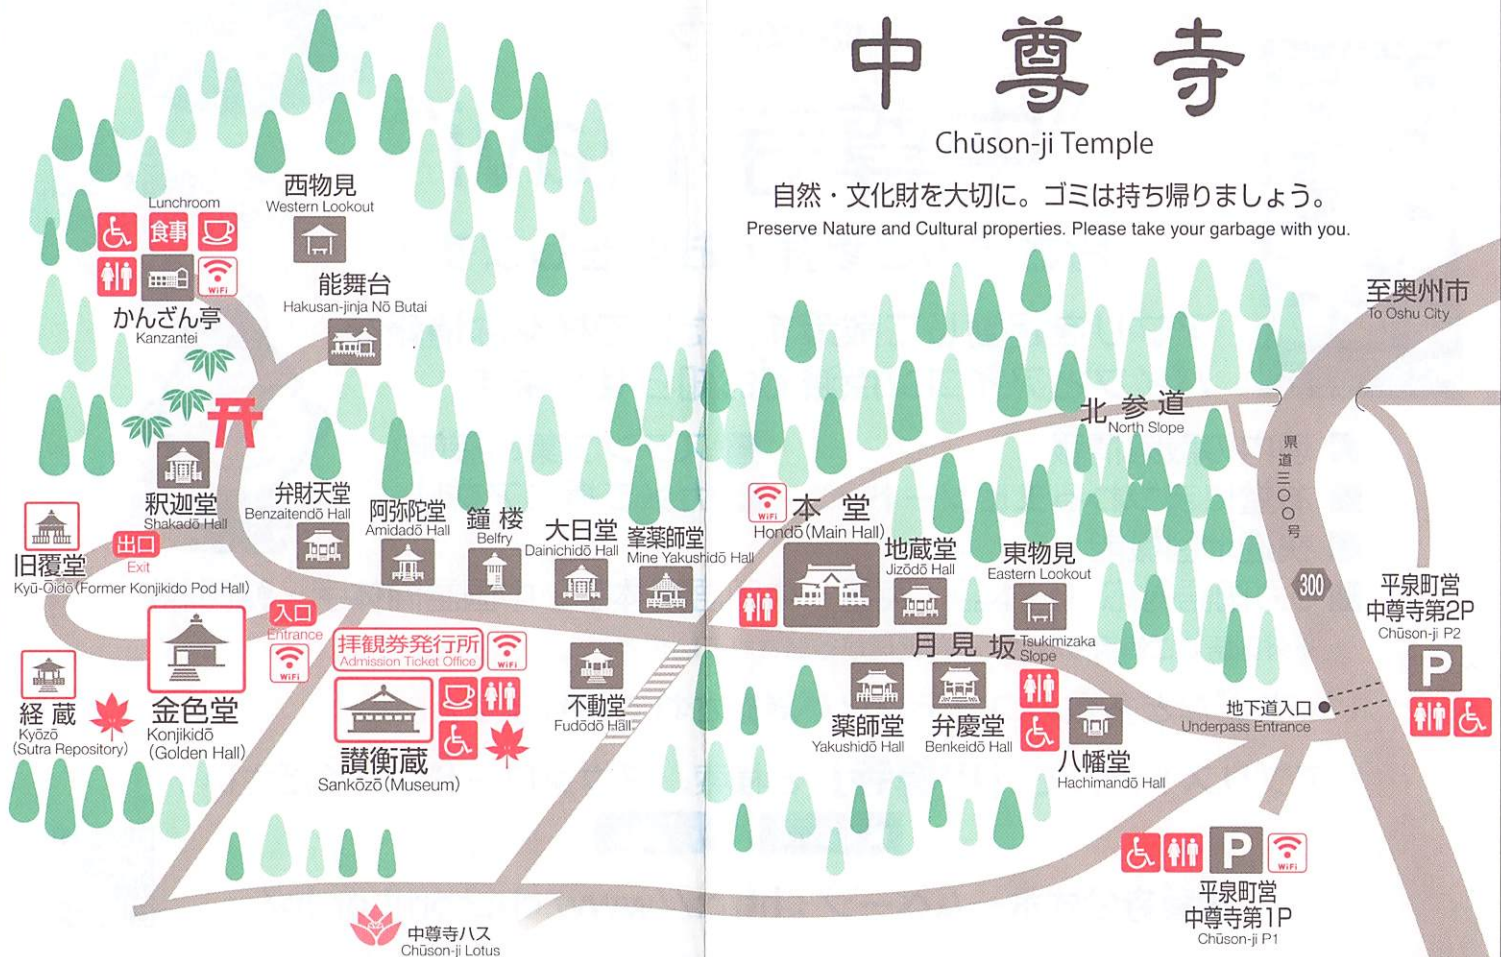 中尊寺
Chūson-ji Temple
自然・文化財を大切に。ゴミは持ち帰りましょう。
Preserve Nature and Cultural properties. Please take your garbage with you.
Lunchroom
食事
WiFi
かんざん亭
Kanzantei
西物見
Western Lookout
能舞台
Hakusan-jinja Nō Butai
釈迦堂
Shakadō Hall
旧覆堂
Kyū-Ōidō (Former Konjikido Pod Hall)
出口
Exit
弁財天堂
Benzaitendō Hall
阿弥陀堂
Amidadō Hall
鐘楼
Belfry
大日堂
Dainichidō Hall
峯薬師堂
Mine Yakushidō Hall
入口
Entrance
WiFi
拝観券発行所
Admission Ticket Office
WiFi
経蔵
Kyōzō
(Sutra Repository)
金色堂
Konjikidō
(Golden Hall)
讃衡蔵
Sankōzō (Museum)
不動堂
Fudōdō Hall
中尊寺ハス
Chūson-ji Lotus
至奥州市
To Oshu City
北参道
North Slope
県道三〇〇号
300
WiFi
本堂
Hondō (Main Hall)
地蔵堂
Jizōdō Hall
東物見
Eastern Lookout
月見坂
Tsukimizaka
Slope
薬師堂
Yakushidō Hall
弁慶堂
Benkeidō Hall
八幡堂
Hachimandō Hall
地下道入口
Underpass Entrance
平泉町営
中尊寺第2P
Chūson-ji P2
P
P
WiFi
平泉町営
中尊寺第1P
Chūson-ji P1